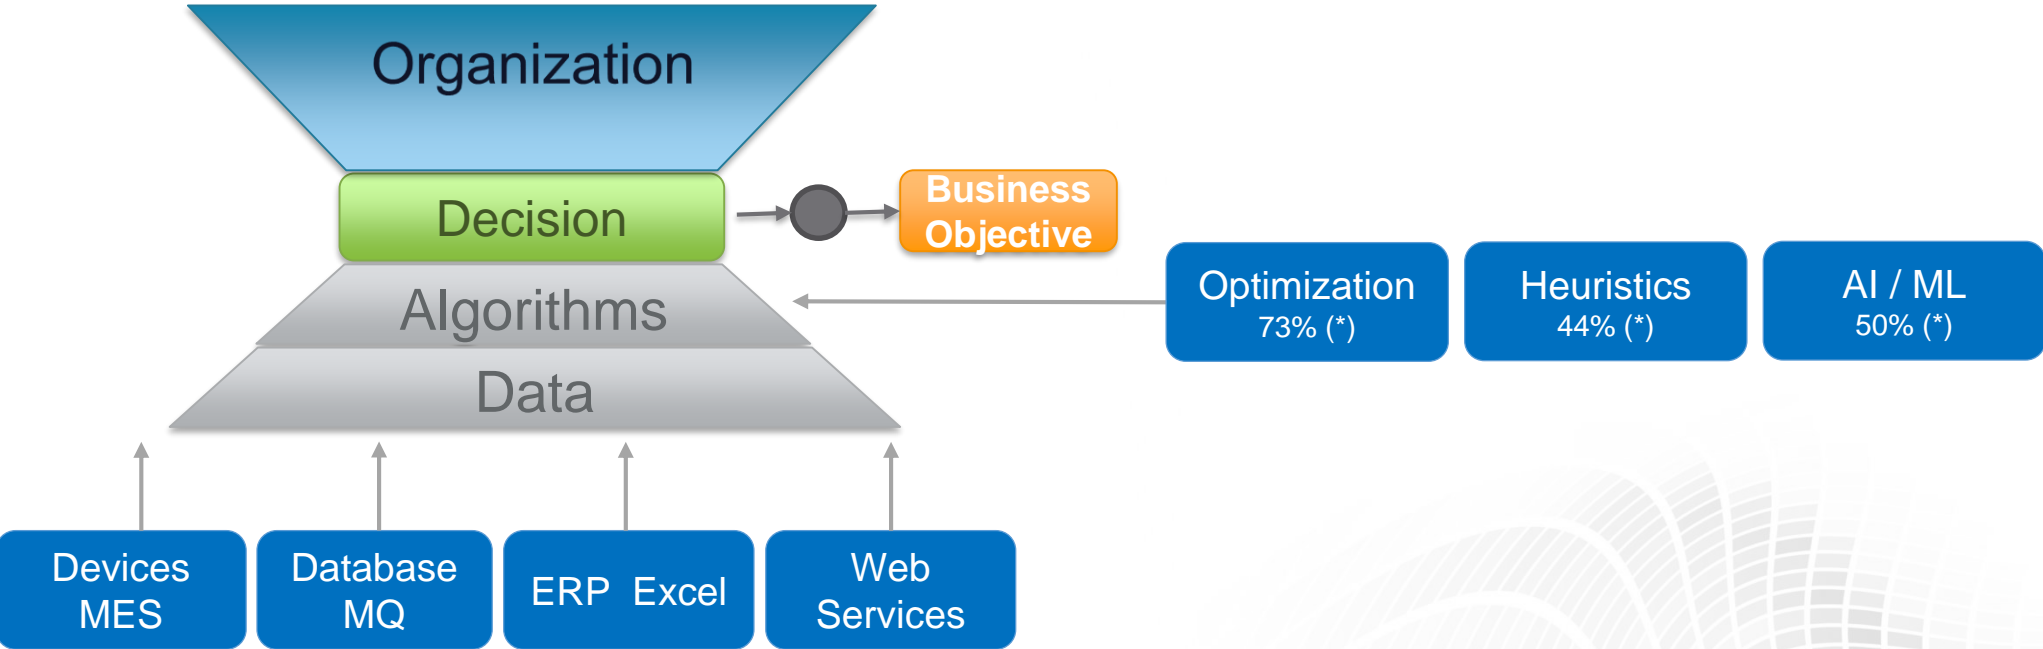 Organization
Decision
Business
Objective
Algorithms
Optimization
73% (*)
Heuristics
44% (*)
AI / ML
50% (*)
Data
Devices
MES
Database
MQ
ERP Excel
Web
Services